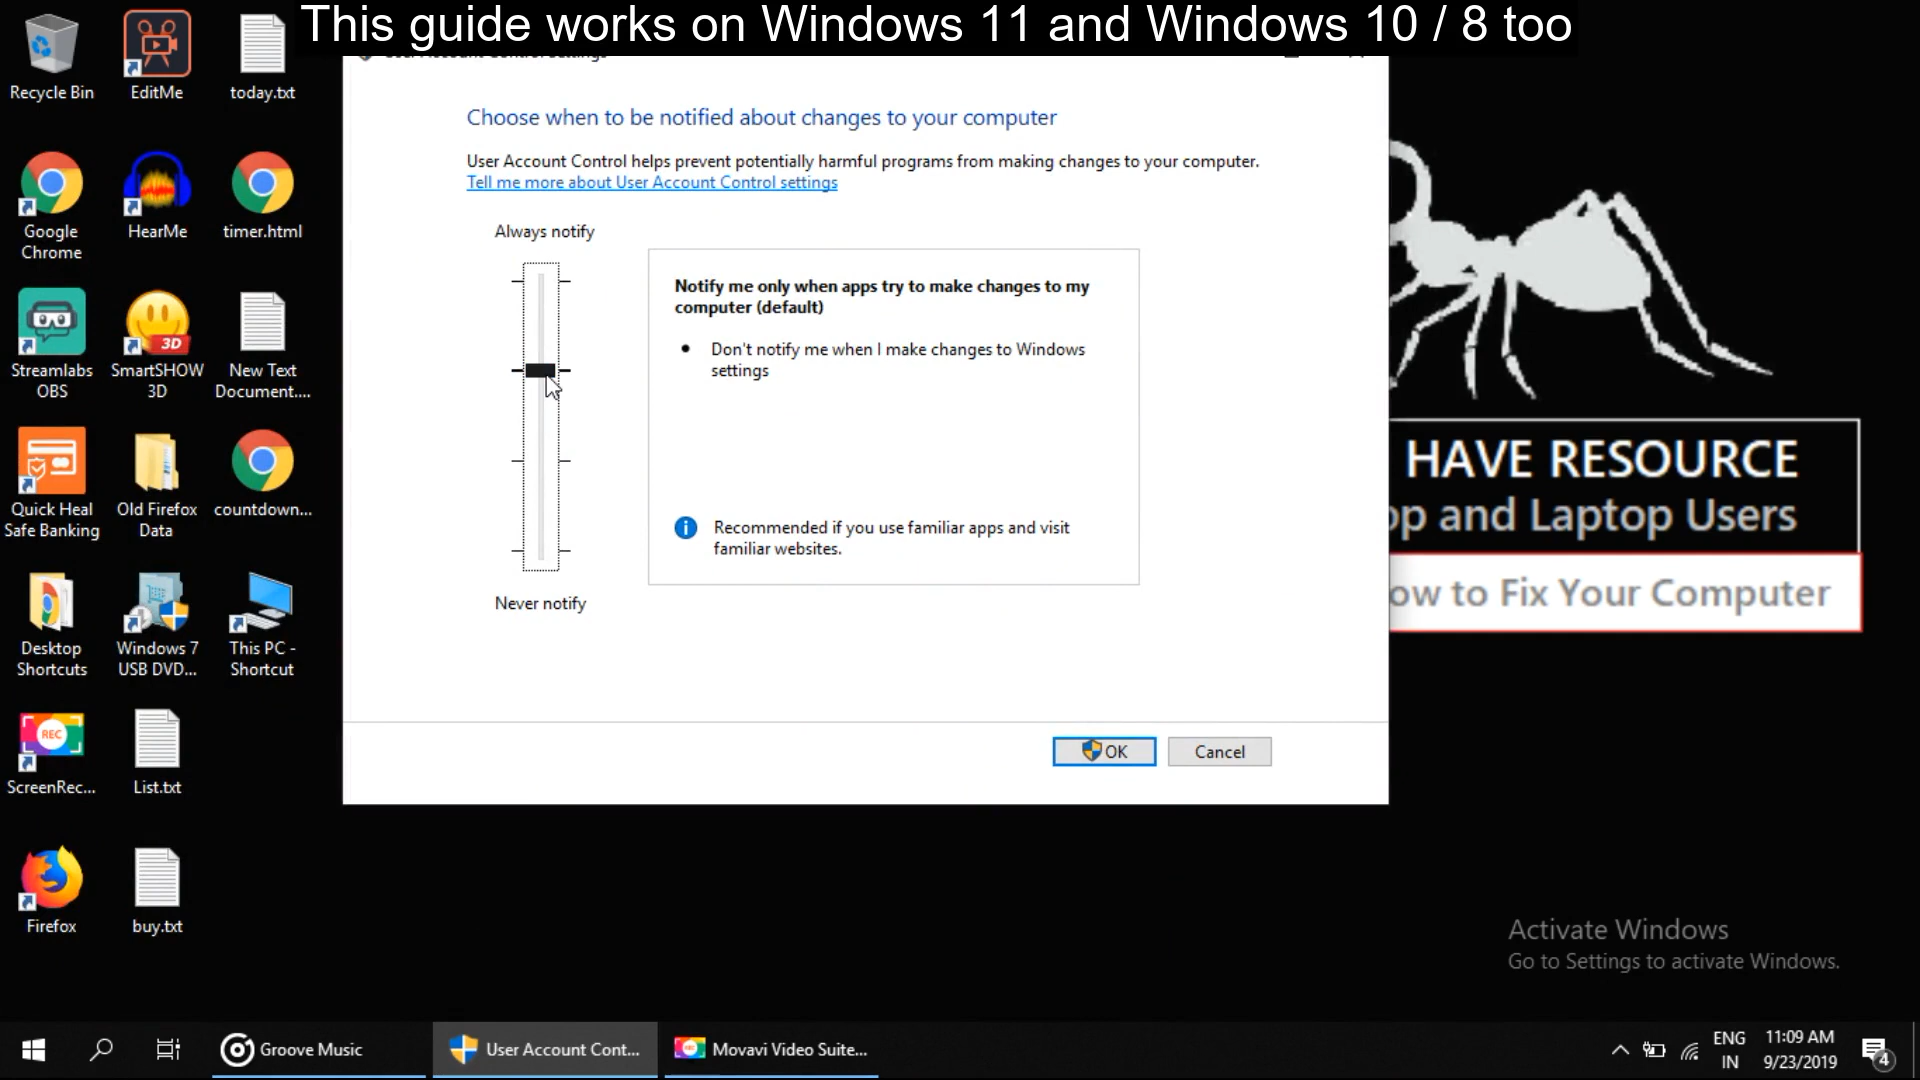 This guide works on Windows 11 and Windows 10 / 8 too
Recycle Bin
EditMe
today.txt
Google
Chrome
HearMe
timer.html
Streamlabs
OBS
SmartSHOW
3D
3D
New Text
Document....
Quick Heal
Safe Banking
Old Firefox
Data
countdown...
Desktop
Shortcuts
Windows 7
USB DVD...
This PC -
Shortcut
REC
ScreenRec...
List.txt
Firefox
buy.txt
User Account Control Settings
Choose when to be notified about changes to your computer
User Account Control helps prevent potentially harmful programs from making changes to your computer.
Tell me more about User Account Control settings
Always notify
Notify me only when apps try to make changes to my
computer (default)
• Don't notify me when I make changes to Windows
settings
Recommended if you use familiar apps and visit
familiar websites.
Never notify
OK
Cancel
HAVE RESOURCE
op and Laptop Users
ow to Fix Your Computer
Activate Windows
Go to Settings to activate Windows.
Groove Music
User Account Cont...
Movavi Video Suite...
ENG
IN
11:09 AM
9/23/2019
4